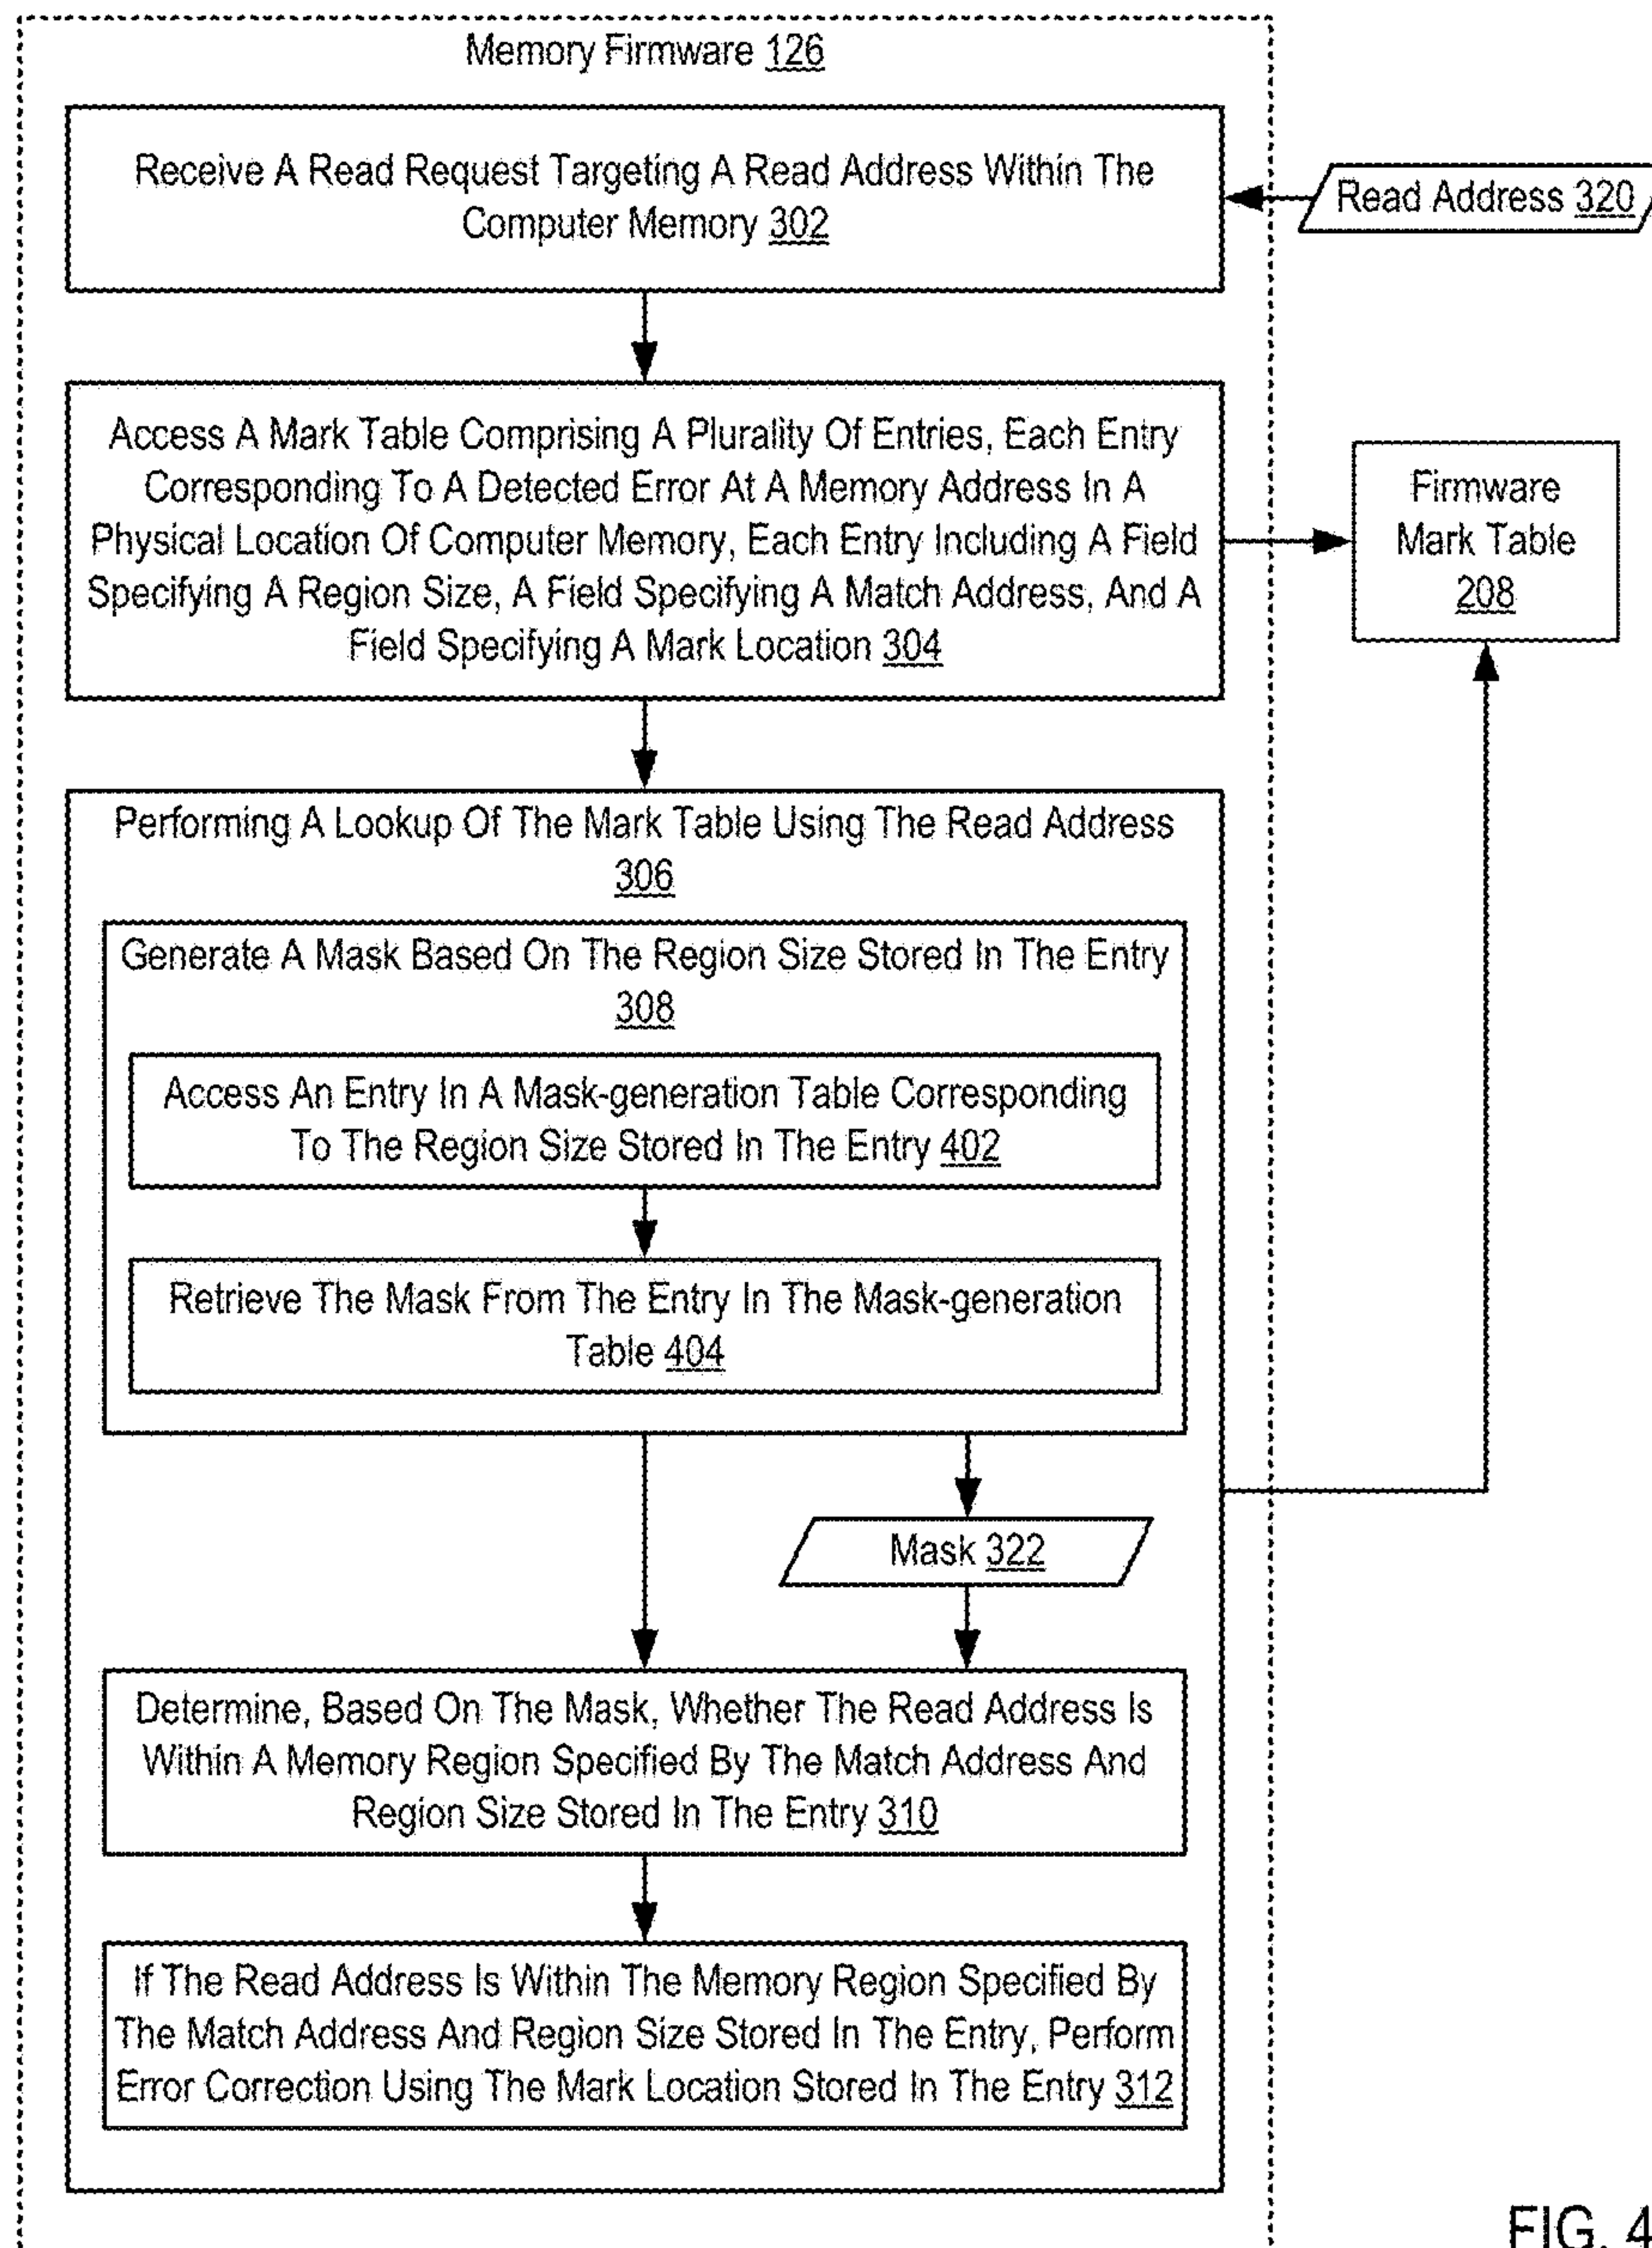 Memory Firmware 126
Receive A Read Request Targeting A Read Address Within The
Computer Memory 302
Read Address 320
Access A Mark Table Comprising A Plurality Of Entries, Each Entry
Corresponding To A Detected Error At A Memory Address In A
Physical Location Of Computer Memory, Each Entry Including A Field
Specifying A Region Size, A Field Specifying A Match Address, And A
Field Specifying A Mark Location 304
Firmware
Mark Table
208
Performing A Lookup Of The Mark Table Using The Read Address
306
Generate A Mask Based On The Region Size Stored In The Entry
308
Access An Entry In A Mask-generation Table Corresponding
To The Region Size Stored In The Entry 402
Retrieve The Mask From The Entry In The Mask-generation
Table 404
Mask 322
Determine, Based On The Mask, Whether The Read Address Is
Within A Memory Region Specified By The Match Address And
Region Size Stored In The Entry 310
If The Read Address Is Within The Memory Region Specified By
The Match Address And Region Size Stored In The Entry, Perform
Error Correction Using The Mark Location Stored In The Entry 312
FIG. 4